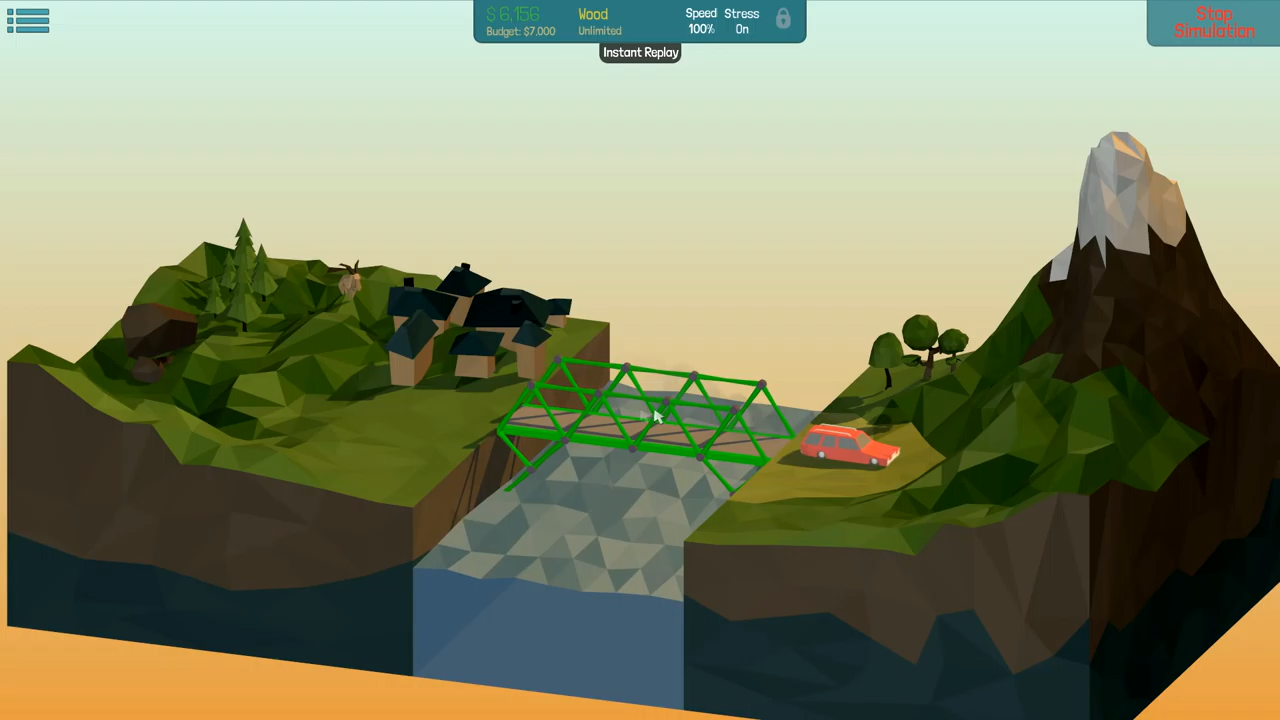 $ 6,156
Budget: $7,000
Wood
Unlimited
Speed
100%
Stress
On
Instant Replay
Stop
Simulation